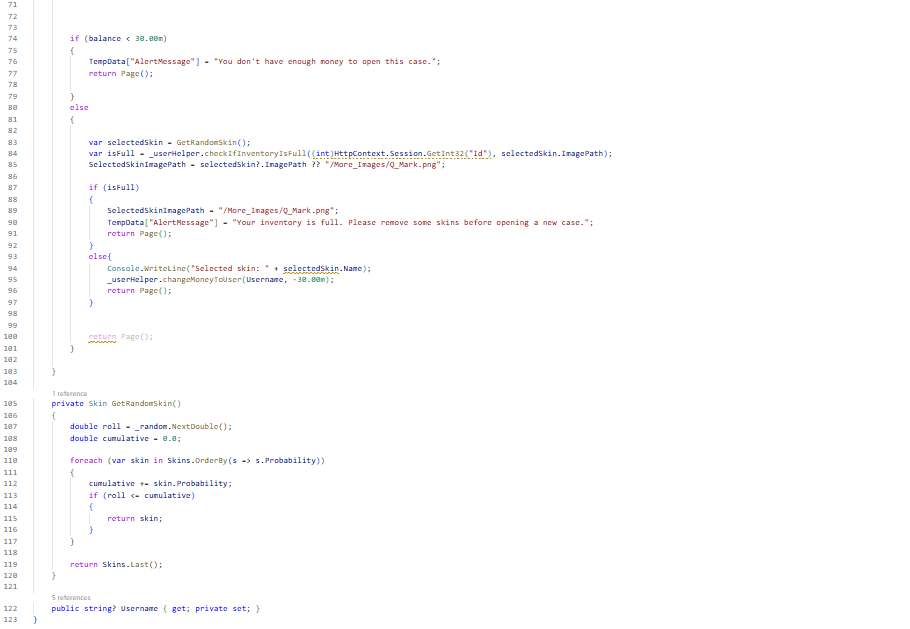 71
72
73
74 if (balance < 30.00m)
75 {
76 TempData["AlertMessage"] = "You don't have enough money to open this case.";
77 return Page();
78
79 }
80 else
81 {
82
83 var selectedSkin = GetRandomSkin();
84 var isFull = _userHelper.checkIfInventoryIsFull((int)HttpContext.Session.GetInt32("Id"), selectedSkin.ImagePath);
85 SelectedSkinImagePath = selectedSkin?.ImagePath ?? "/More_Images/Q_Mark.png";
86
87 if (isFull)
88 {
89 SelectedSkinImagePath = "/More_Images/Q_Mark.png";
90 TempData["AlertMessage"] = "Your inventory is full. Please remove some skins before opening a new case.";
91 return Page();
92 }
93 else{
94 Console.WriteLine("Selected skin: " + selectedSkin.Name);
95 _userHelper.changeMoneyToUser(Username, -30.00m);
96 return Page();
97 }
98
99
100 return Page();
101 }
102
103 }
104
1 reference
105 private Skin GetRandomSkin()
106 {
107 double roll = _random.NextDouble();
108 double cumulative = 0.0;
109
110 foreach (var skin in Skins.OrderBy(s => s.Probability))
111 {
112 cumulative += skin.Probability;
113 if (roll <= cumulative)
114 {
115 return skin;
116 }
117 }
118
119 return Skins.Last();
120 }
121
5 references
122 public string? Username { get; private set; }
123 }